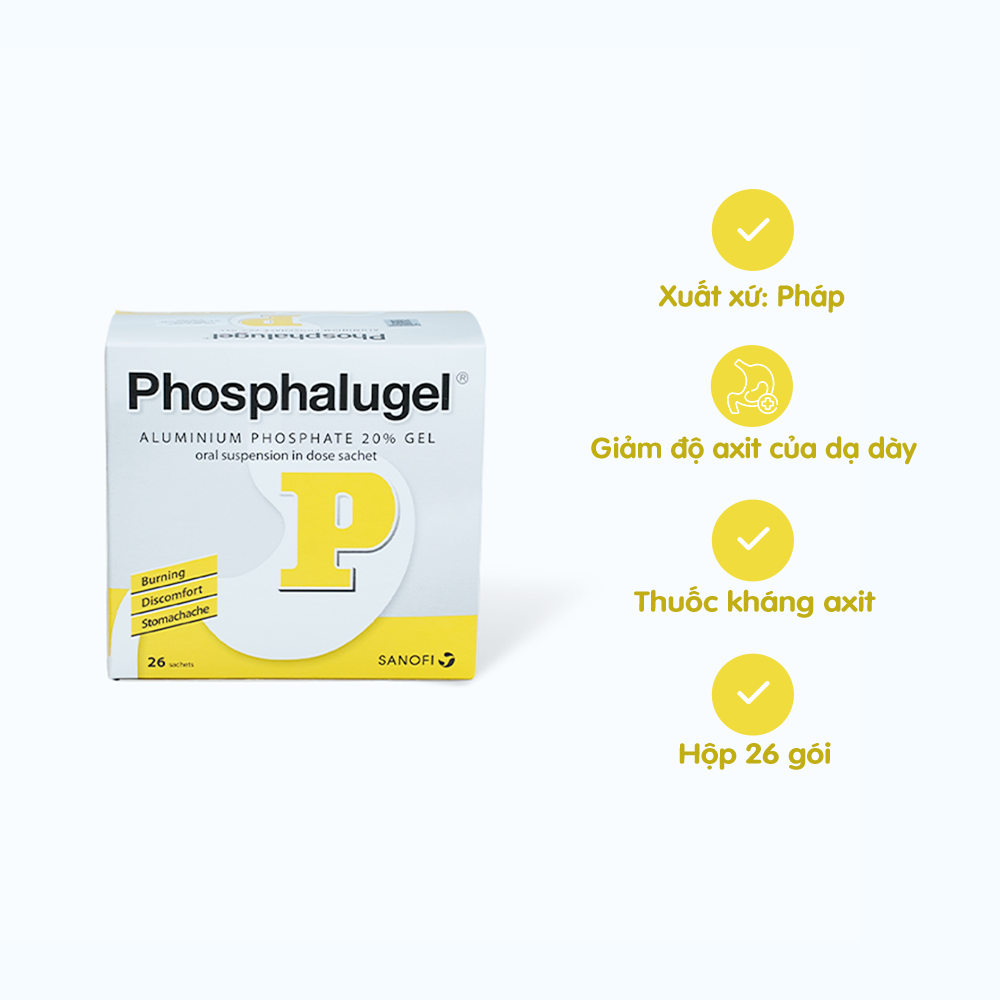 Phosphalugel
Phosphalugel®
ALUMINIUM PHOSPHATE 20% GEL
oral suspension in dose sachet
P
Burning
Discomfort
Stomachache
26 sachets
SANOFI
Xuất xứ: Pháp
Giảm độ axit của dạ dày
Thuốc kháng axit
Hộp 26 gói